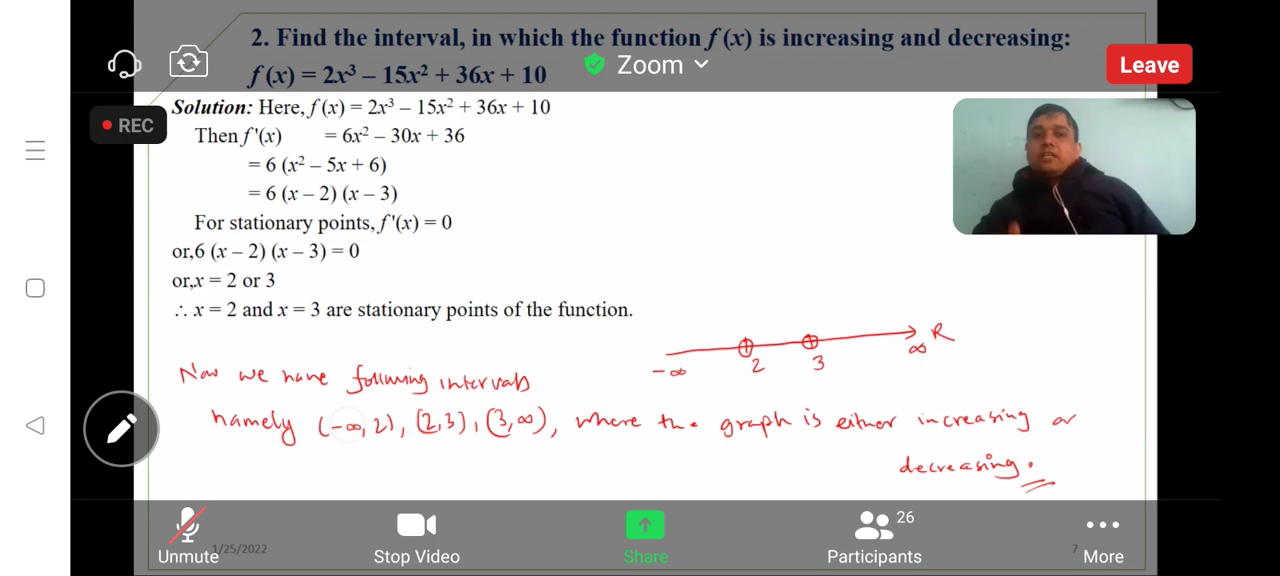 2. Find the interval, in which the function f (x) is increasing and decreasing:
f (x) = 2x³ – 15x² + 36x + 10
Zoom
Leave
REC
Solution: Here, f (x) = 2x³ – 15x² + 36x + 10
Then f '(x) = 6x² – 30x + 36
= 6 (x² – 5x + 6)
= 6 (x – 2) (x – 3)
For stationary points, f '(x) = 0
or,6 (x – 2) (x – 3) = 0
or,x = 2 or 3
∴ x = 2 and x = 3 are stationary points of the function.
-∞ 2 3 ∞ R
Now we have following intervals
namely (-∞, 2), (2, 3), (3, ∞), where the graph is either increasing or
decreasing.
26
Unmute
1/25/2022
Stop Video
Share
Participants
7
More